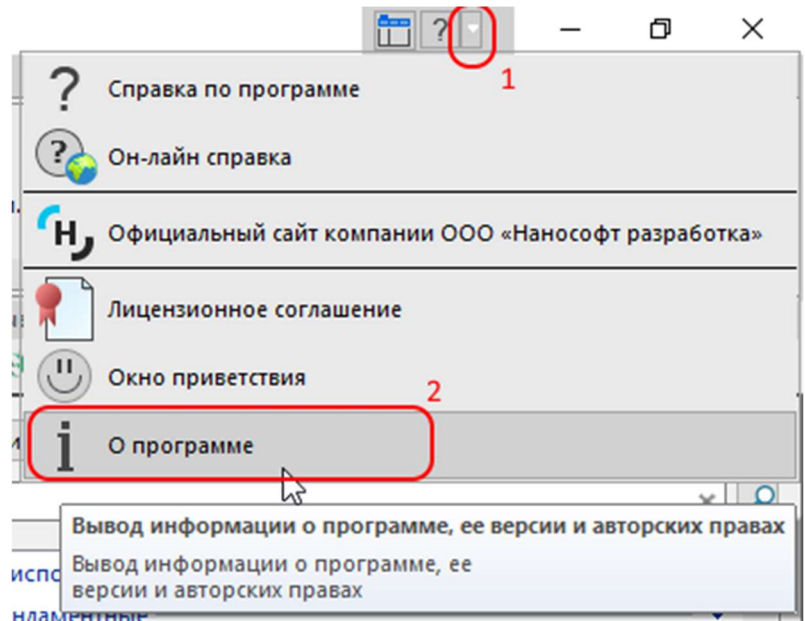 ?
1
Справка по программе
Он-лайн справка
Официальный сайт компании ООО «Нанософт разработка»
Лицензионное соглашение
Окно приветствия
2
О программе
Вывод информации о программе, ее версии и авторских правах
Вывод информации о программе, ее
версии и авторских правах